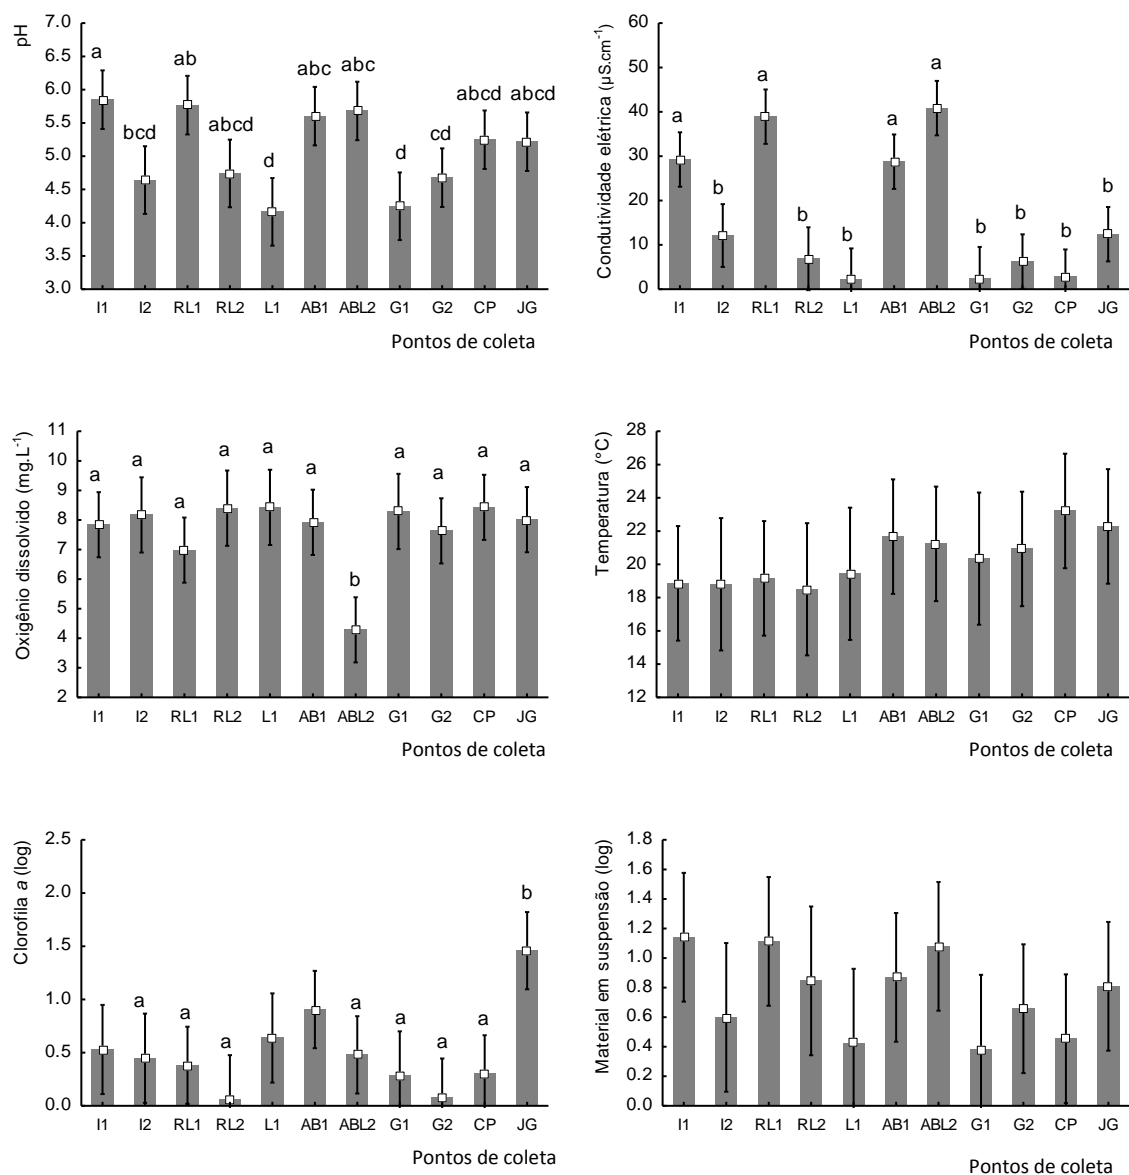 pH
7.0
6.0
5.5
5.0
4.5
4.0
3.5
3.0
a
bcd
ab
abcd
d
abc
abc
d
cd
abcd
abcd
I1 I2 RL1 RL2 L1 AB1 ABL2 G1 G2 CP JG
Pontos de coleta
Condutividade elétrica (µS.cm⁻¹)
60
50
40
30
20
10
0
a
b
a
b
b
a
a
b
b
b
b
I1 I2 RL1 RL2 L1 AB1 ABL2 G1 G2 CP JG
Pontos de coleta
Oxigênio dissolvido (mg.L⁻¹)
11
10
9
8
7
6
5
4
3
2
a
a
a
a
a
a
b
a
a
a
a
I1 I2 RL1 RL2 L1 AB1 ABL2 G1 G2 CP JG
Pontos de coleta
Temperatura (°C)
28
26
24
22
20
18
16
14
12
I1 I2 RL1 RL2 L1 AB1 ABL2 G1 G2 CP JG
Pontos de coleta
Clorofila a (log)
2.5
2.0
1.5
1.0
0.5
0.0
a
a
a
a
a
a
a
b
I1 I2 RL1 RL2 L1 AB1 ABL2 G1 G2 CP JG
Pontos de coleta
Material em suspensão (log)
1.8
1.6
1.4
1.2
1.0
0.8
0.6
0.4
0.2
0.0
I1 I2 RL1 RL2 L1 AB1 ABL2 G1 G2 CP JG
Pontos de coleta